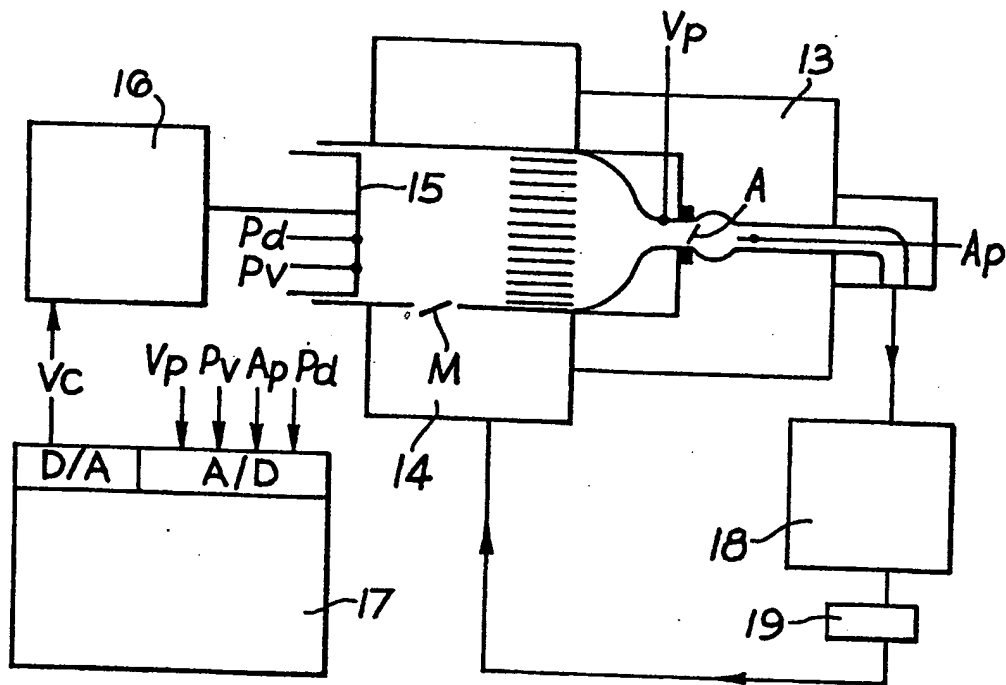 Vp
13
16
15
A
Pd
Pv
Ap
M
Vc
Vp Pv Ap Pd
14
D/A A/D
18
17
19